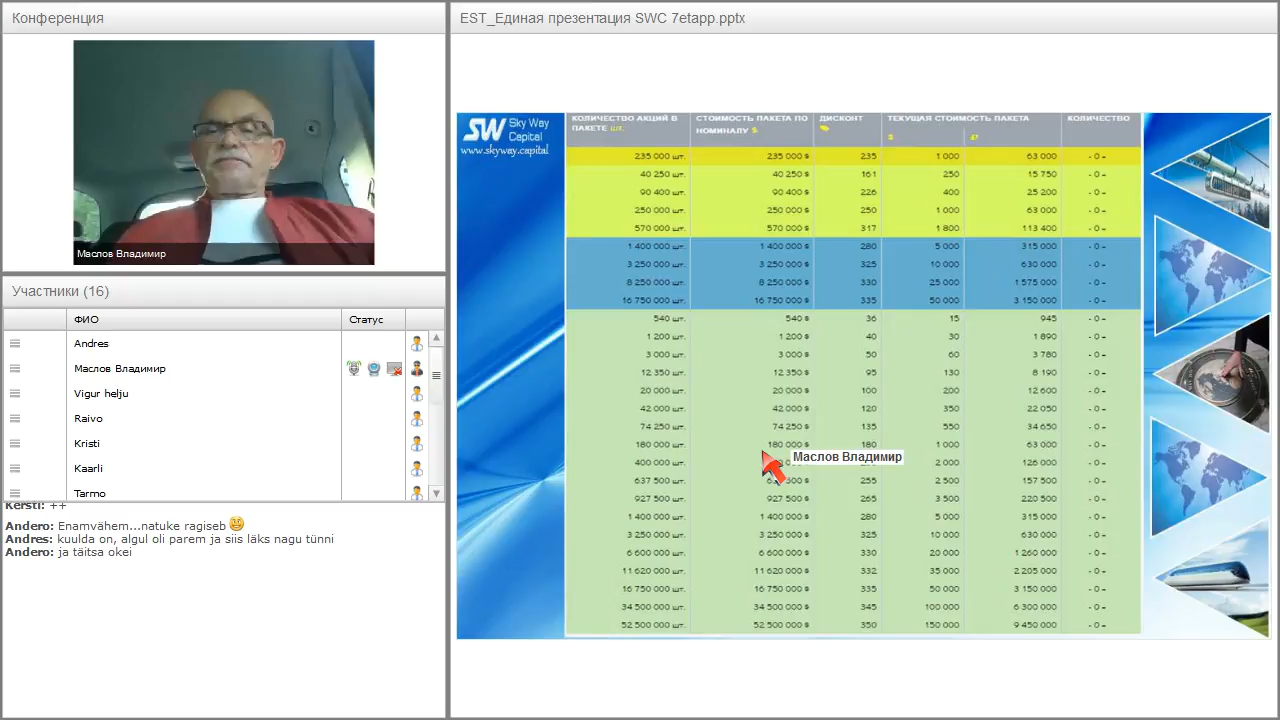 Конференция
Маслов Владимир
Участники (16)
ФИО Статус
Andres
Маслов Владимир
Vigur helju
Raivo
Kristi
Kaarli
Tarmo
Kersti: ++
Andero: Enamvähem...natuke ragiseb
Andres: kuulda on, algul oli parem ja siis läks nagu tünni
Andero: ja täitsa okei
EST_Единая презентация SWC 7etapp.pptx
SW Sky Way
Capital
www.skyway.capital
КОЛИЧЕСТВО АКЦИЙ В СТОИМОСТЬ ПАКЕТА ПО ДИСКОНТ ТЕКУЩАЯ СТОИМОСТЬ ПАКЕТА КОЛИЧЕСТВО
ПАКЕТЕ шт. НОМИНАЛУ $
$
235 000 шт. 235 000 $ 235 1 000 63 000 - 0 =
40 250 шт. 40 250 $ 161 250 15 750 - 0 =
90 400 шт. 90 400 $ 226 400 25 200 - 0 =
250 000 шт. 250 000 $ 250 1 000 63 000 - 0 =
570 000 шт. 570 000 $ 317 1 800 113 400 - 0 =
1 400 000 шт. 1 400 000 $ 280 5 000 315 000 - 0 =
3 250 000 шт. 3 250 000 $ 325 10 000 630 000 - 0 =
8 250 000 шт. 8 250 000 $ 330 25 000 1 575 000 - 0 =
16 750 000 шт. 16 750 000 $ 335 50 000 3 150 000 - 0 =
540 шт. 540 $ 36 15 945 - 0 =
1 200 шт. 1 200 $ 40 30 1 890 - 0 =
3 000 шт. 3 000 $ 50 60 3 780 - 0 =
12 350 шт. 12 350 $ 95 130 8 190 - 0 =
20 000 шт. 20 000 $ 100 200 12 600 - 0 =
42 000 шт. 42 000 $ 120 350 22 050 - 0 =
74 250 шт. 74 250 $ 135 550 34 650 - 0 =
180 000 шт. 180 000 $ 180 1 000 63 000 - 0 =
Маслов Владимир
400 000 шт. 2 000 126 000 - 0 =
637 500 шт. 255 2 500 157 500 - 0 =
927 500 шт. 927 500 $ 265 3 500 220 500 - 0 =
1 400 000 шт. 1 400 000 $ 280 5 000 315 000 - 0 =
3 250 000 шт. 3 250 000 $ 325 10 000 630 000 - 0 =
6 600 000 шт. 6 600 000 $ 330 20 000 1 260 000 - 0 =
11 620 000 шт. 11 620 000 $ 332 35 000 2 205 000 - 0 =
16 750 000 шт. 16 750 000 $ 335 50 000 3 150 000 - 0 =
34 500 000 шт. 34 500 000 $ 345 100 000 6 300 000 - 0 =
52 500 000 шт. 52 500 000 $ 350 150 000 9 450 000 - 0 =